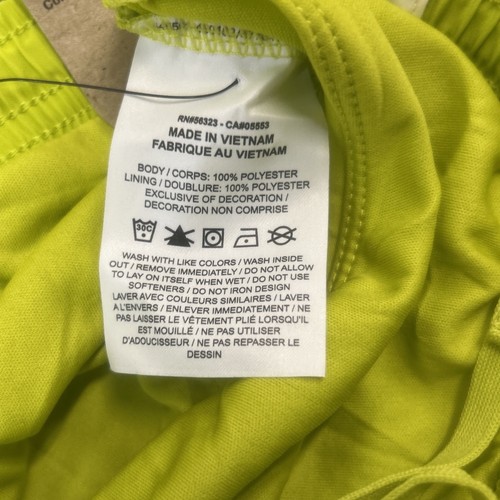 RN#56323 - CA#05553
MADE IN VIETNAM
FABRIQUE AU VIETNAM
BODY / CORPS: 100% POLYESTER
LINING / DOUBLURE: 100% POLYESTER
EXCLUSIVE OF DECORATION /
DECORATION NON COMPRISE
30C
WASH WITH LIKE COLORS / WASH INSIDE
OUT / REMOVE IMMEDIATELY / DO NOT ALLOW
TO LAY ON ITSELF WHEN WET / DO NOT USE
SOFTENERS / DO NOT IRON DESIGN
LAVER AVEC COULEURS SIMILAIRES / LAVER
A L'ENVERS / ENLEVER IMMEDIATEMENT / NE
PAS LAISSER LE VÊTEMENT PLIÉ LORSQU'IL
EST MOUILLÉ / NE PAS UTILISER
D'ADOUCISSEUR / NE PAS REPASSER LE
DESSIN